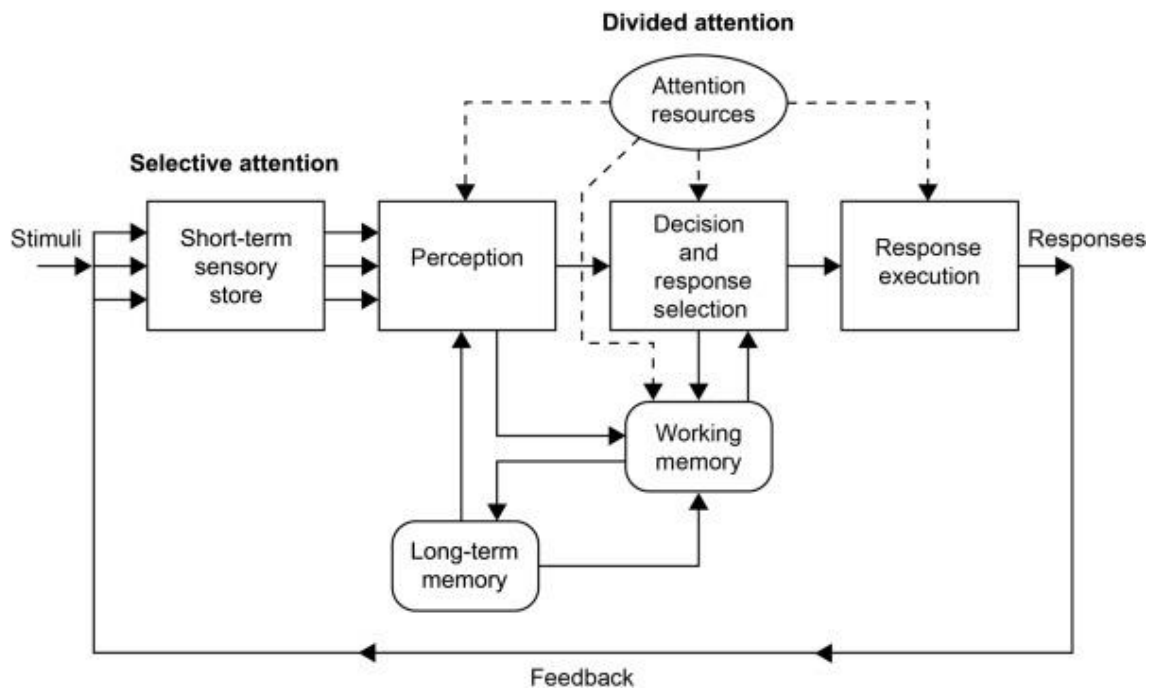 Divided attention
Attention
resources
Selective attention
Stimuli
Short-term
sensory
store
Perception
Decision
and
response
selection
Response
execution
Responses
Working
memory
Long-term
memory
Feedback